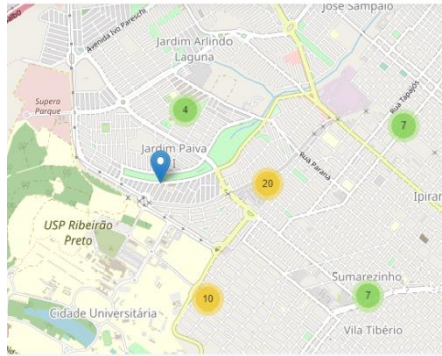 José Sampaio
Avenida Ivo Pareschi
Jardim Arlindo
Laguna
Supera
Parque
4
Rua Tapajós
7
Jardim Paiva
I
Rua Paraná
20
Ipiran
USP Ribeirão
Preto
Sumarezinho
10
7
Cidade Universitária
Vila Tibério